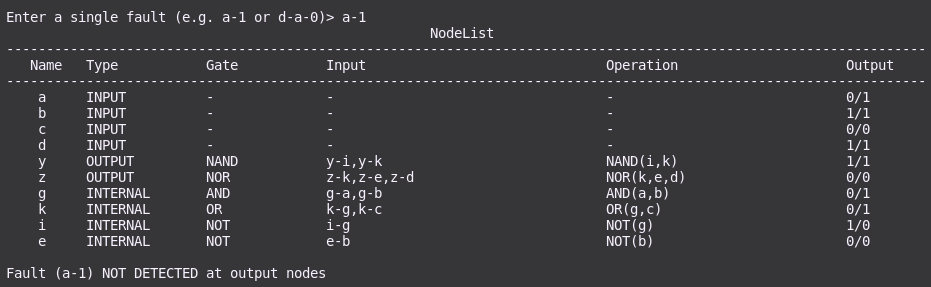 Enter a single fault (e.g. a-1 or d-a-0)> a-1
NodeList
-------------------------------------------------------------------------------------------------------------------
Name Type Gate Input Operation Output
-------------------------------------------------------------------------------------------------------------------
a INPUT - - - 0/1
b INPUT - - - 1/1
c INPUT - - - 0/0
d INPUT - - - 1/1
y OUTPUT NAND y-i,y-k NAND(i,k) 1/1
z OUTPUT NOR z-k,z-e,z-d NOR(k,e,d) 0/0
g INTERNAL AND g-a,g-b AND(a,b) 0/1
k INTERNAL OR k-g,k-c OR(g,c) 0/1
i INTERNAL NOT i-g NOT(g) 1/0
e INTERNAL NOT e-b NOT(b) 0/0
Fault (a-1) NOT DETECTED at output nodes